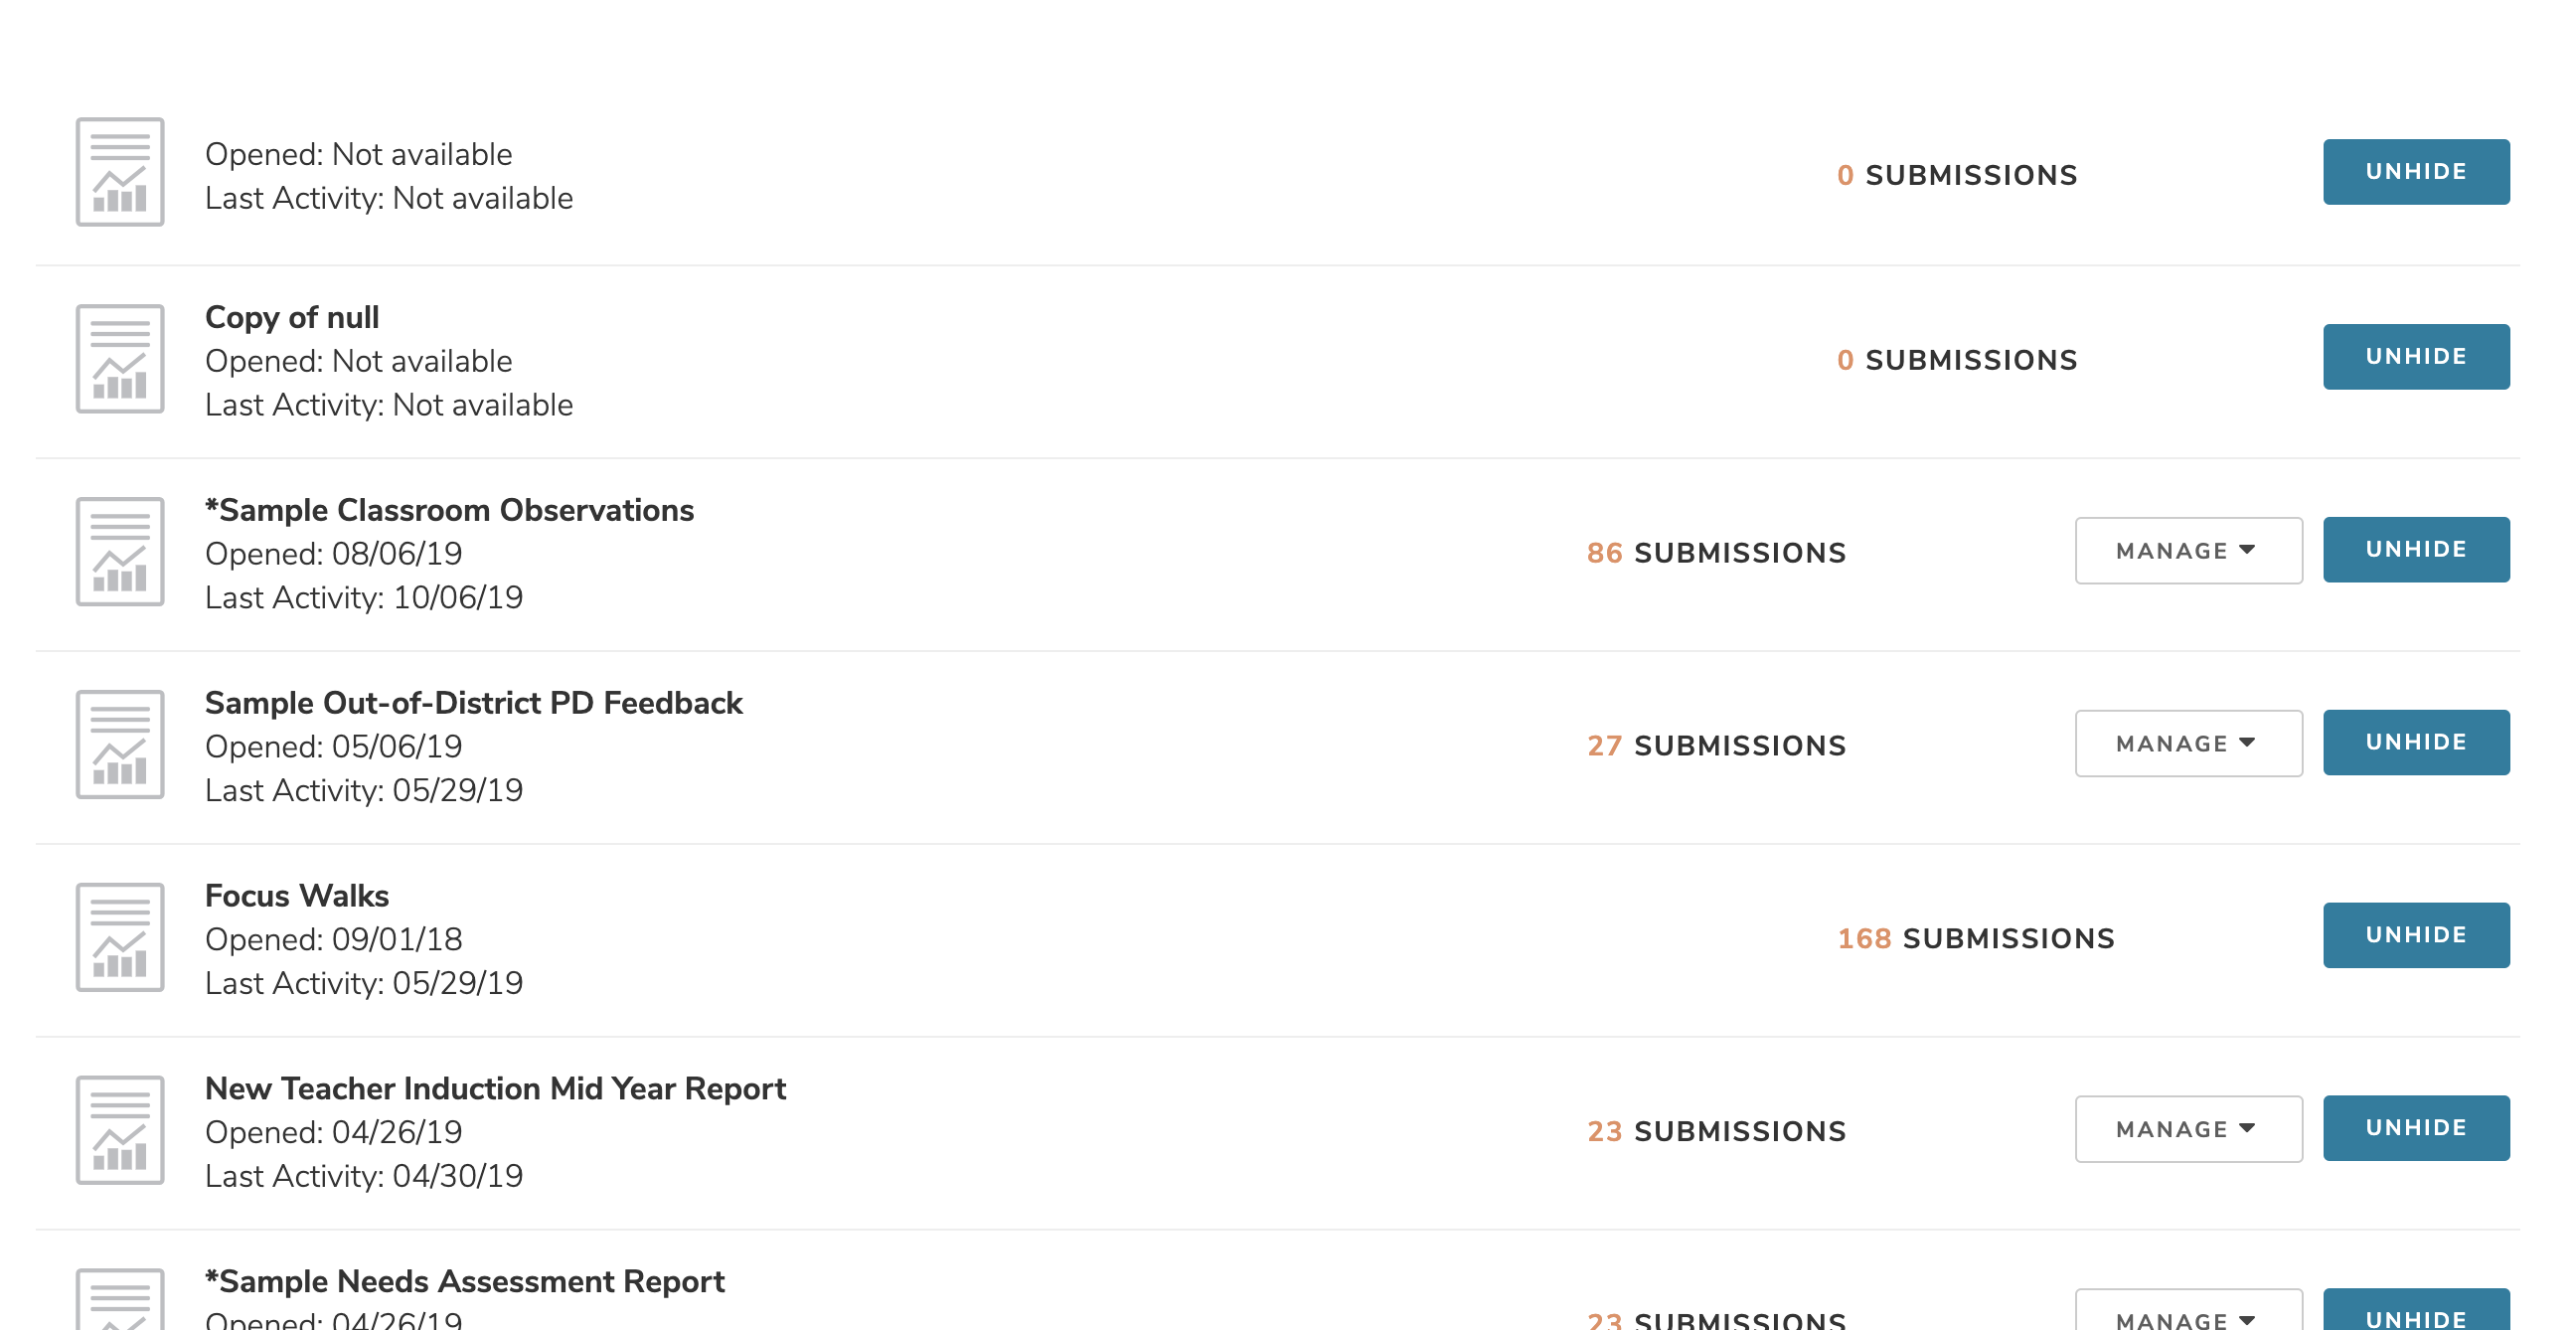 Opened: Not available
Last Activity: Not available
0 SUBMISSIONS
UNHIDE
Copy of null
Opened: Not available
Last Activity: Not available
0 SUBMISSIONS
UNHIDE
*Sample Classroom Observations
Opened: 08/06/19
Last Activity: 10/06/19
86 SUBMISSIONS
MANAGE
UNHIDE
Sample Out-of-District PD Feedback
Opened: 05/06/19
Last Activity: 05/29/19
27 SUBMISSIONS
MANAGE
UNHIDE
Focus Walks
Opened: 09/01/18
Last Activity: 05/29/19
168 SUBMISSIONS
UNHIDE
New Teacher Induction Mid Year Report
Opened: 04/26/19
Last Activity: 04/30/19
23 SUBMISSIONS
MANAGE
UNHIDE
*Sample Needs Assessment Report
Opened: 04/26/19
23 SUBMISSIONS
MANAGE
UNHIDE